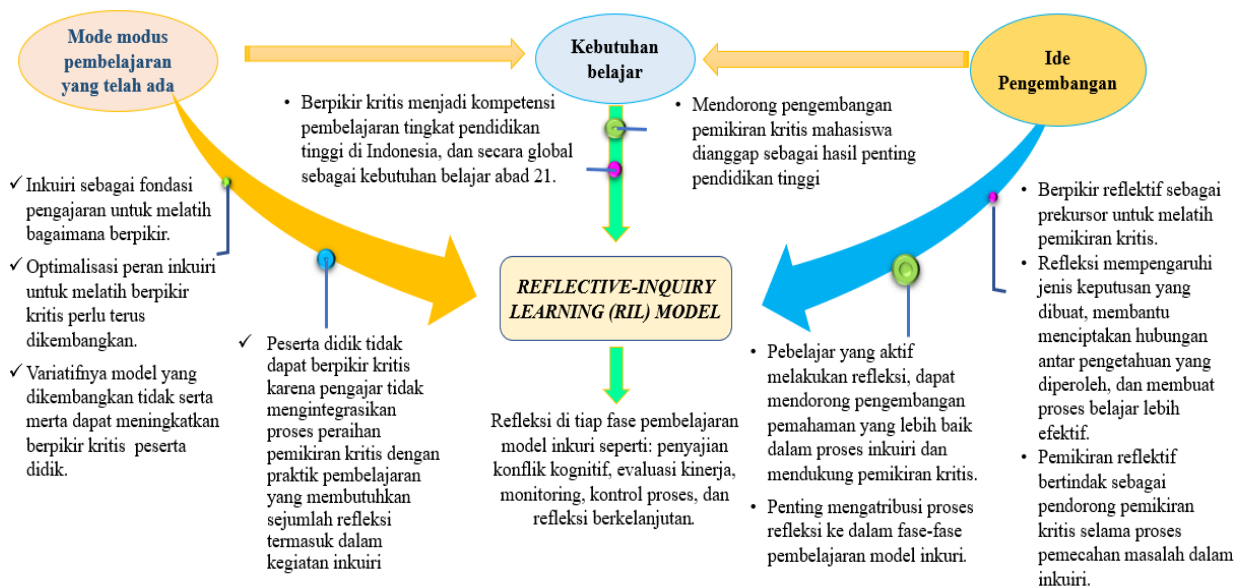 Mode modus
pembelajaran
yang telah ada
Kebutuhan
belajar
Ide
Pengembangan
• Berpikir kritis menjadi kompetensi
pembelajaran tingkat pendidikan
tinggi di Indonesia, dan secara global
sebagai kebutuhan belajar abad 21.
• Mendorong pengembangan
pemikiran kritis mahasiswa
dianggap sebagai hasil penting
pendidikan tinggi
✓ Inkuiri sebagai fondasi
pengajaran untuk melatih
bagaimana berpikir.
✓ Optimalisasi peran inkuiri
untuk melatih berpikir
kritis perlu terus
dikembangkan.
✓ Variatifnya model yang
dikembangkan tidak serta
merta dapat meningkatkan
berpikir kritis peserta
didik.
✓ Peserta didik tidak
dapat berpikir kritis
karena pengajar tidak
mengintegrasikan
proses peraihan
pemikiran kritis dengan
praktik pembelajaran
yang membutuhkan
sejumlah refleksi
termasuk dalam
kegiatan inkuiri
REFLECTIVE-INQUIRY
LEARNING (RIL) MODEL
Refleksi di tiap fase pembelajaran
model inkuri seperti: penyajian
konflik kognitif, evaluasi kinerja,
monitoring, kontrol proses, dan
refleksi berkelanjutan.
• Pebelajar yang aktif
melakukan refleksi, dapat
mendorong pengembangan
pemahaman yang lebih baik
dalam proses inkuiri dan
mendukung pemikiran kritis.
• Penting mengatribusi proses
refleksi ke dalam fase-fase
pembelajaran model inkuri.
• Berpikir reflektif sebagai
prekursor untuk melatih
pemikiran kritis.
• Refleksi mempengaruhi
jenis keputusan yang
dibuat, membantu
menciptakan hubungan
antar pengetahuan yang
diperoleh, dan membuat
proses belajar lebih
efektif.
• Pemikiran reflektif
bertindak sebagai
pendorong pemikiran
kritis selama proses
pemecahan masalah dalam
inkuiri.